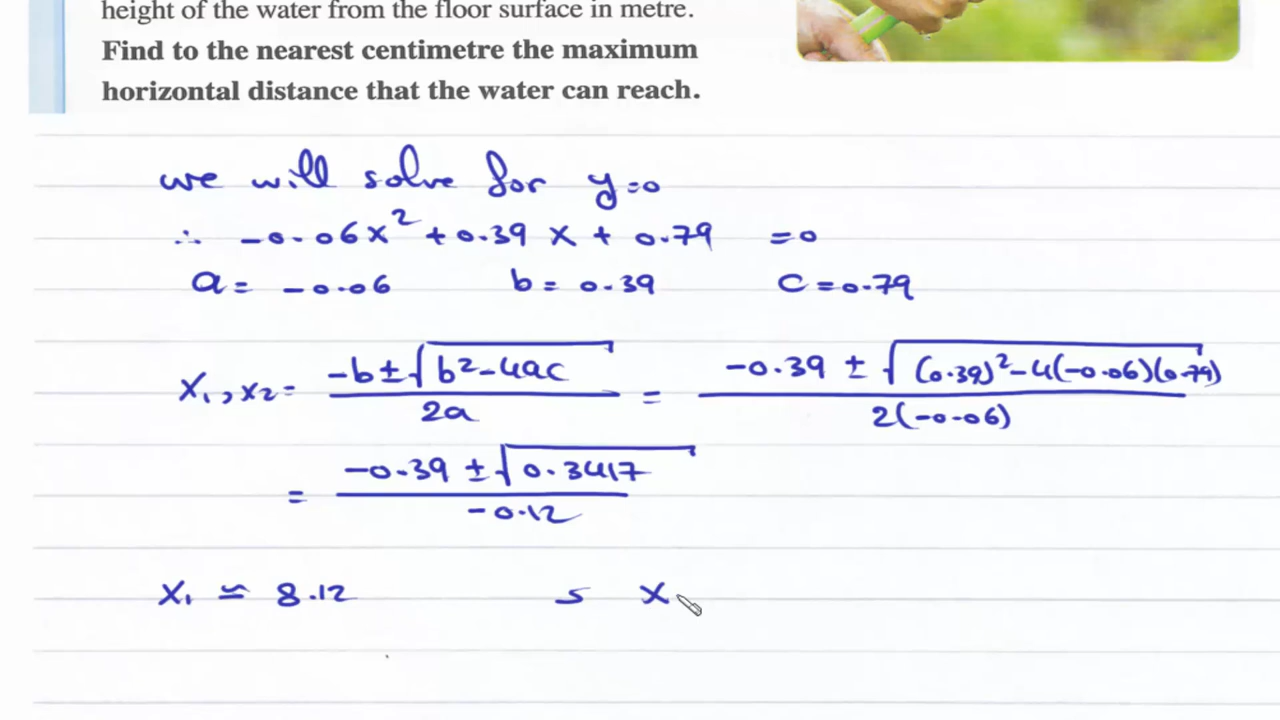 height of the water from the floor surface in metre.
Find to the nearest centimetre the maximum
horizontal distance that the water can reach.
we will solve for y=0
∴ -0.06x² + 0.39 x + 0.79 = 0
a = -0.06 b = 0.39 c = 0.79
x₁, x₂ = (-b ± √(b² - 4ac)) / 2a = (-0.39 ± √((0.39)² - 4(-0.06)(0.79))) / 2(-0.06)
= (-0.39 ± √0.3417) / -0.12
x₁ ≃ 8.12 , x